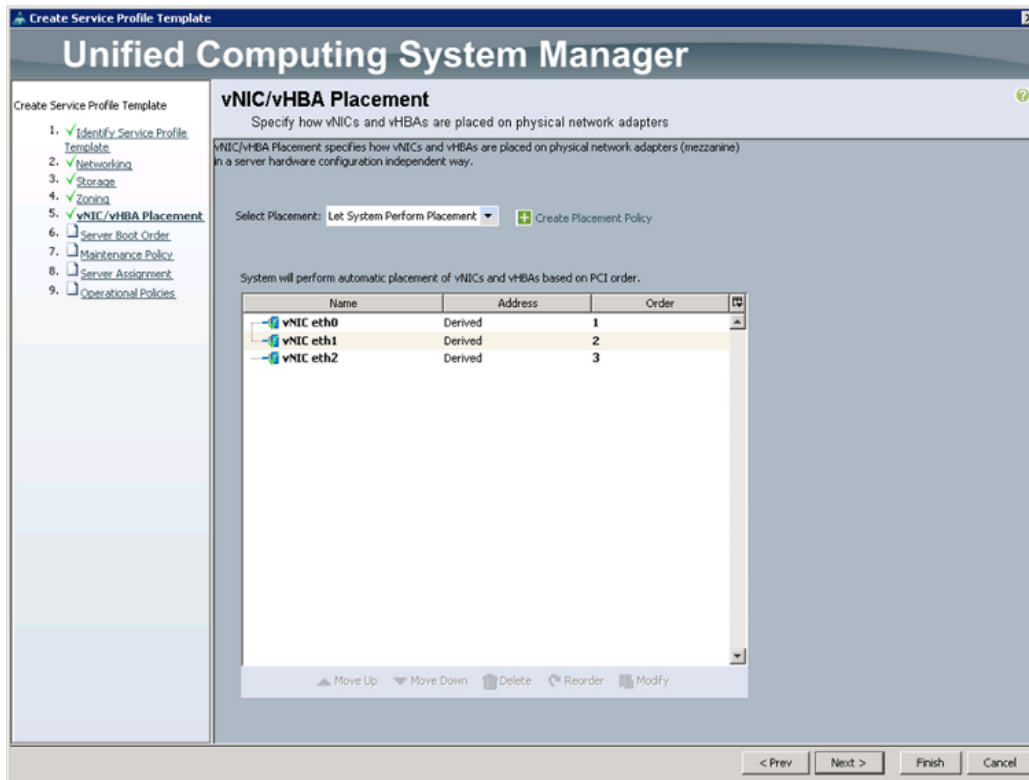 Create Service Profile Template
Unified Computing System Manager
Create Service Profile Template
1. Identify Service Profile
Template
2. Networking
3. Storage
4. Zoning
5. vNIC/vHBA Placement
6. Server Boot Order
7. Maintenance Policy
8. Server Assignment
9. Operational Policies
vNIC/vHBA Placement
Specify how vNICs and vHBAs are placed on physical network adapters
vNIC/vHBA Placement specifies how vNICs and vHBAs are placed on physical network adapters (mezzanine)
in a server hardware configuration independent way.
Select Placement: Let System Perform Placement Create Placement Policy
System will perform automatic placement of vNICs and vHBAs based on PCI order.
Name Address Order
vNIC eth0 Derived 1
vNIC eth1 Derived 2
vNIC eth2 Derived 3
Move Up Move Down Delete Reorder Modify
< Prev Next > Finish Cancel